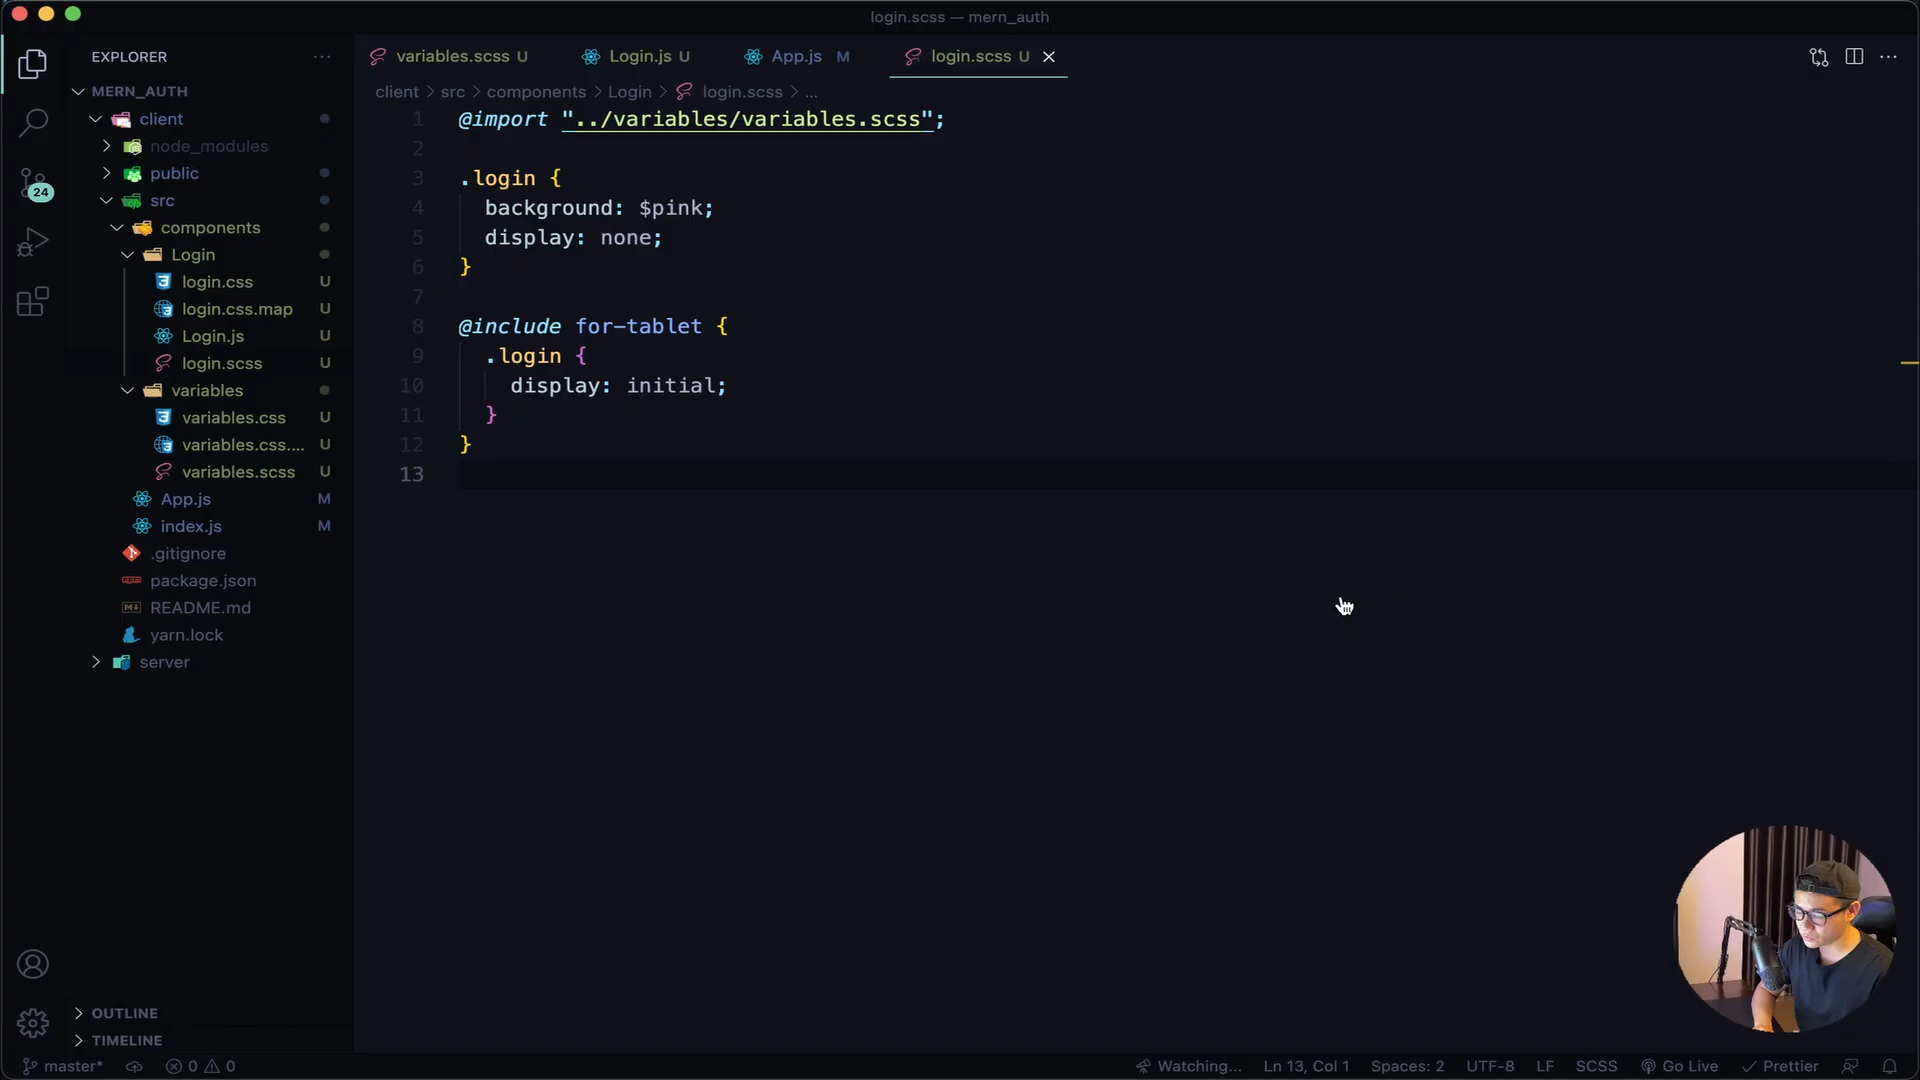 login.scss — mern_auth
EXPLORER ···
variables.scss U
Login.js U
App.js M
login.scss U
MERN_AUTH
client
node_modules
public
src
components
Login
login.css U
login.css.map U
Login.js U
login.scss U
variables
variables.css U
variables.css.... U
variables.scss U
App.js M
index.js M
.gitignore
package.json
README.md
yarn.lock
server
24
OUTLINE
TIMELINE
client > src > components > Login > login.scss > ...
1 @import "../variables/variables.scss";
2
3 .login {
4 background: $pink;
5 display: none;
6 }
7
8 @include for-tablet {
9 .login {
10 display: initial;
11 }
12 }
13
master* 0 0 Watching... Ln 13, Col 1 Spaces: 2 UTF-8 LF SCSS Go Live Prettier